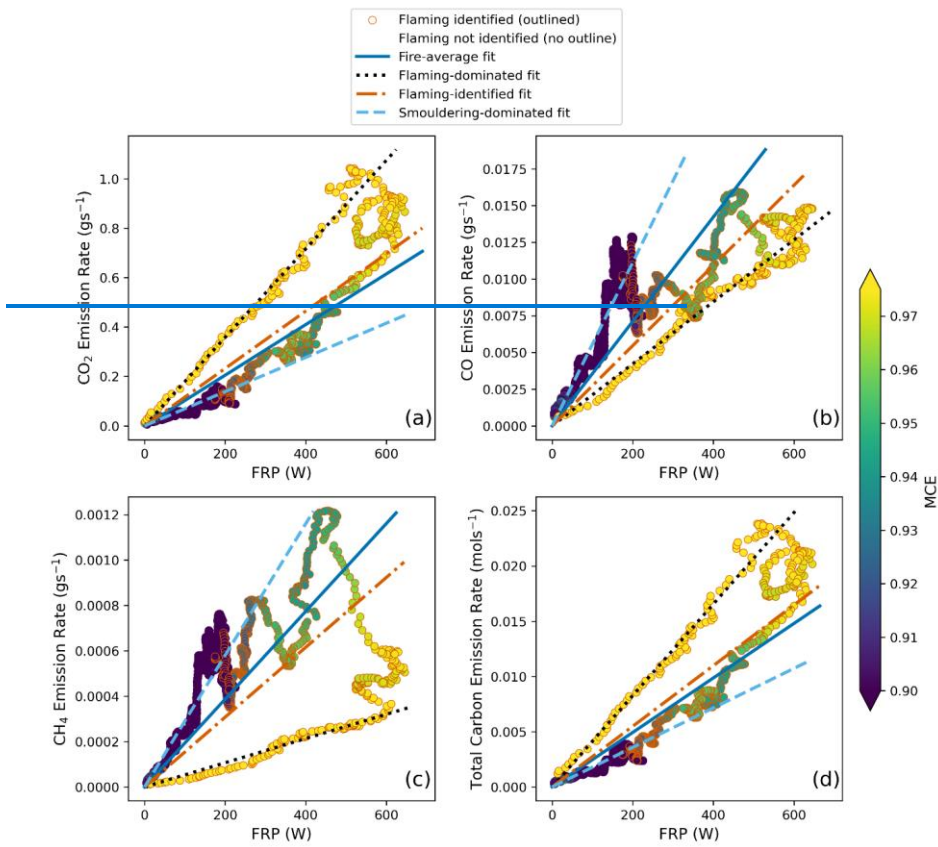 Flaming identified (outlined)
Flaming not identified (no outline)
Fire-average fit
Flaming-dominated fit
Flaming-identified fit
Smouldering-dominated fit
CO₂ Emission Rate (gs⁻¹)
1.0
0.8
0.6
0.4
0.2
0.0
0 200 400 600
FRP (W)
(a)
CO Emission Rate (gs⁻¹)
0.0175
0.0150
0.0125
0.0100
0.0075
0.0050
0.0025
0.0000
0 200 400 600
FRP (W)
(b)
CH₄ Emission Rate (gs⁻¹)
0.0012
0.0010
0.0008
0.0006
0.0004
0.0002
0.0000
0 200 400 600
FRP (W)
(c)
Total Carbon Emission Rate (mols⁻¹)
0.025
0.020
0.015
0.010
0.005
0.000
0 200 400 600
FRP (W)
(d)
0.97
0.96
0.95
0.94
0.93
0.92
0.91
0.90
MCE